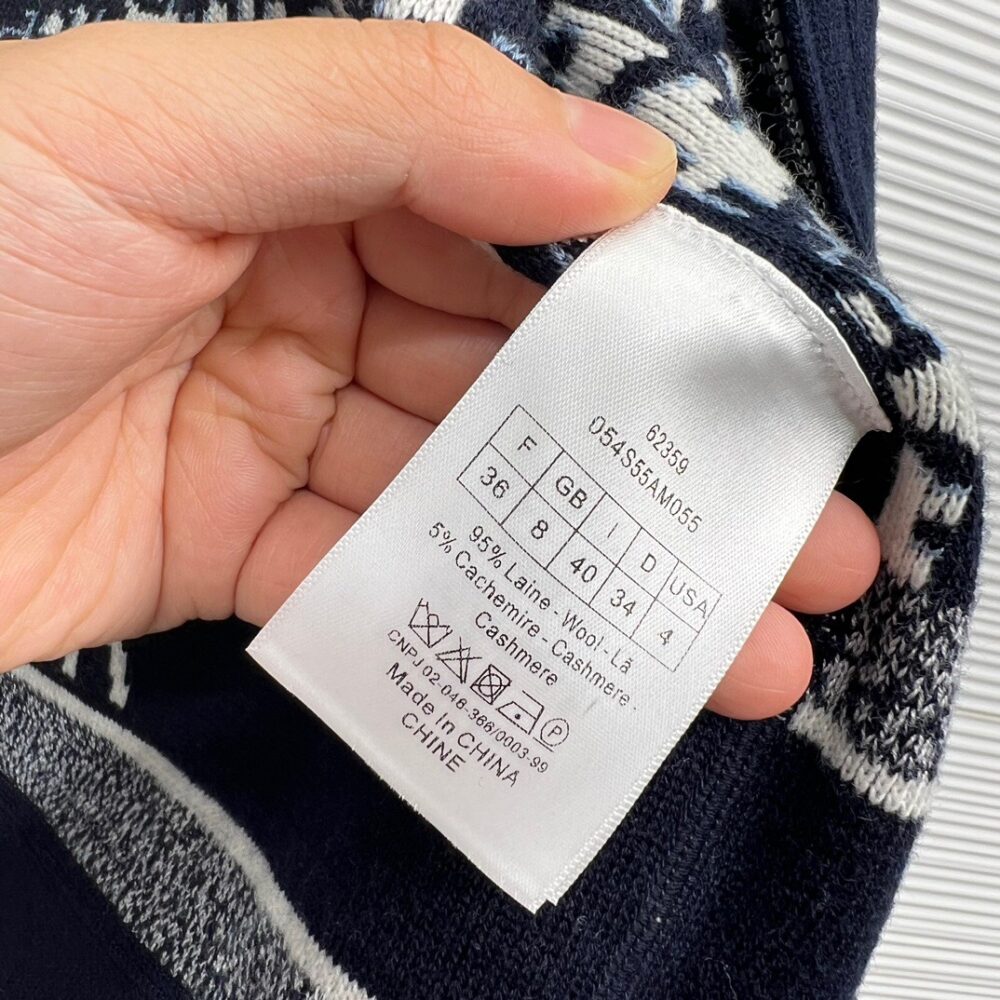 62359
054S55AM055
F GB I D USA
36 8 40 34 4
95% Laine - Wool - Lã
5% Cachemire - Cashmere -
Cashmere
P
CNPJ 02-046-366/0003-99
Made In CHINA
CHINE